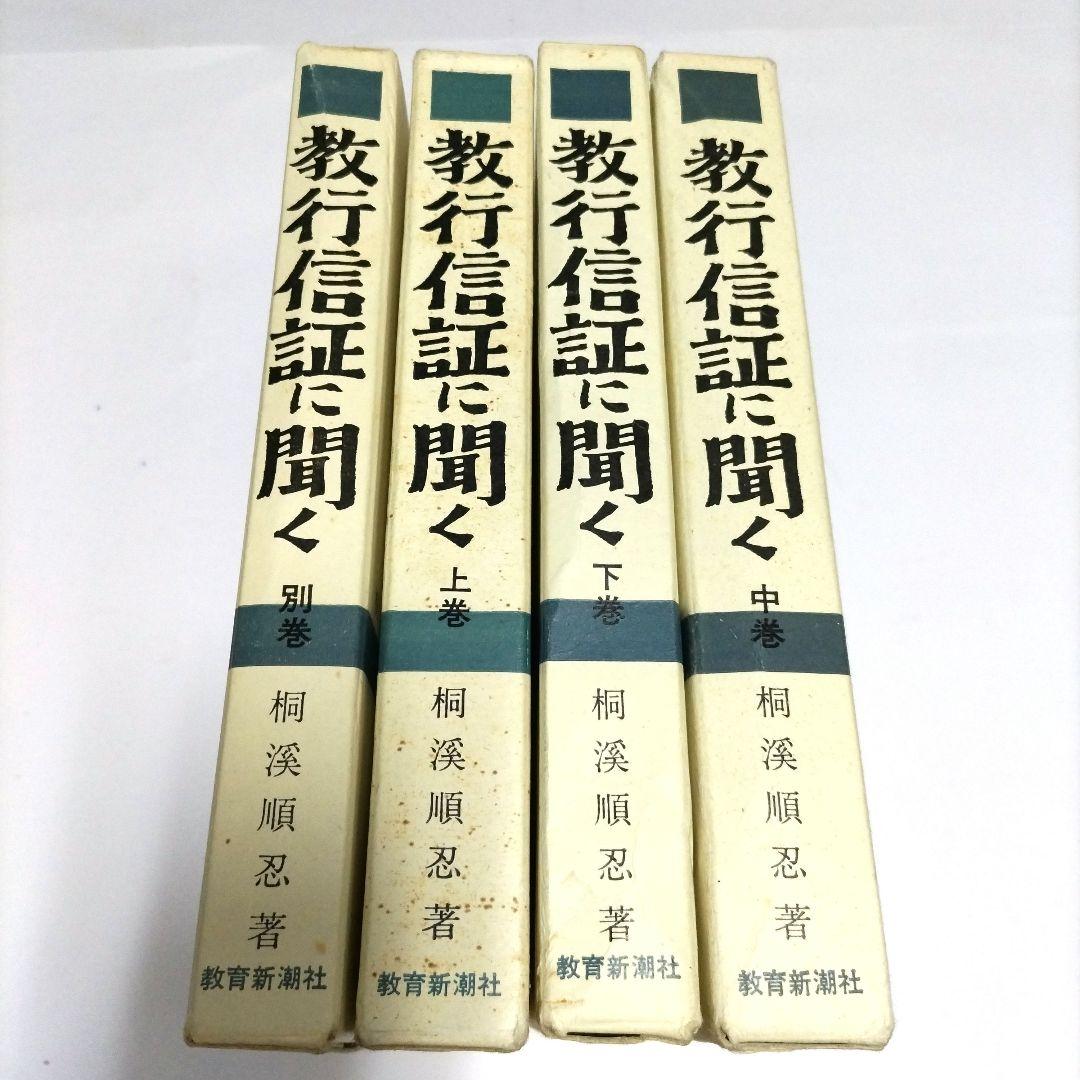 教行信証に聞く 別巻
桐溪順忍著
教育新潮社
教行信証に聞く 上巻
桐溪順忍著
教育新潮社
教行信証に聞く 下巻
桐溪順忍著
教育新潮社
教行信証に聞く 中巻
桐溪順忍著
教育新潮社